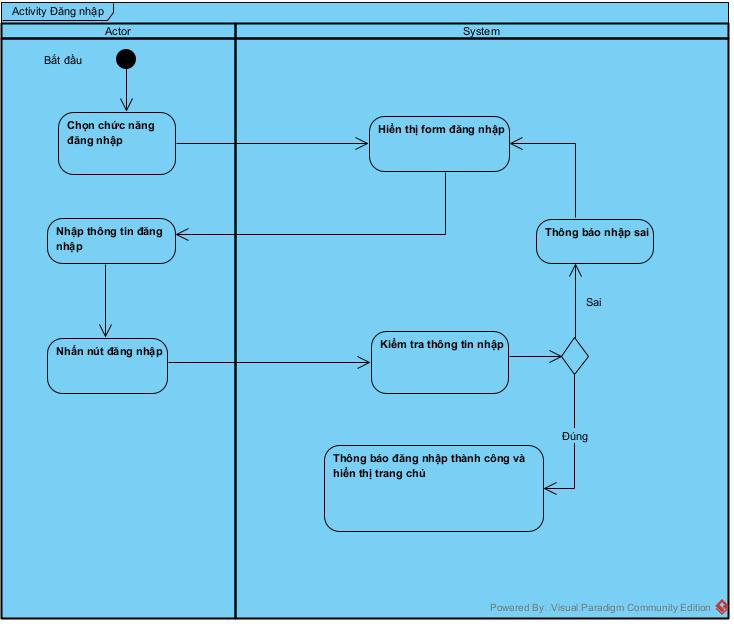 Activity Đăng nhập
Actor
System
Bắt đầu
Chọn chức năng
đăng nhập
Hiển thị form đăng nhập
Nhập thông tin đăng
nhập
Thông báo nhập sai
Sai
Nhấn nút đăng nhập
Kiểm tra thông tin nhập
Đúng
Thông báo đăng nhập thành công và
hiển thị trang chủ
Powered By: Visual Paradigm Community Edition